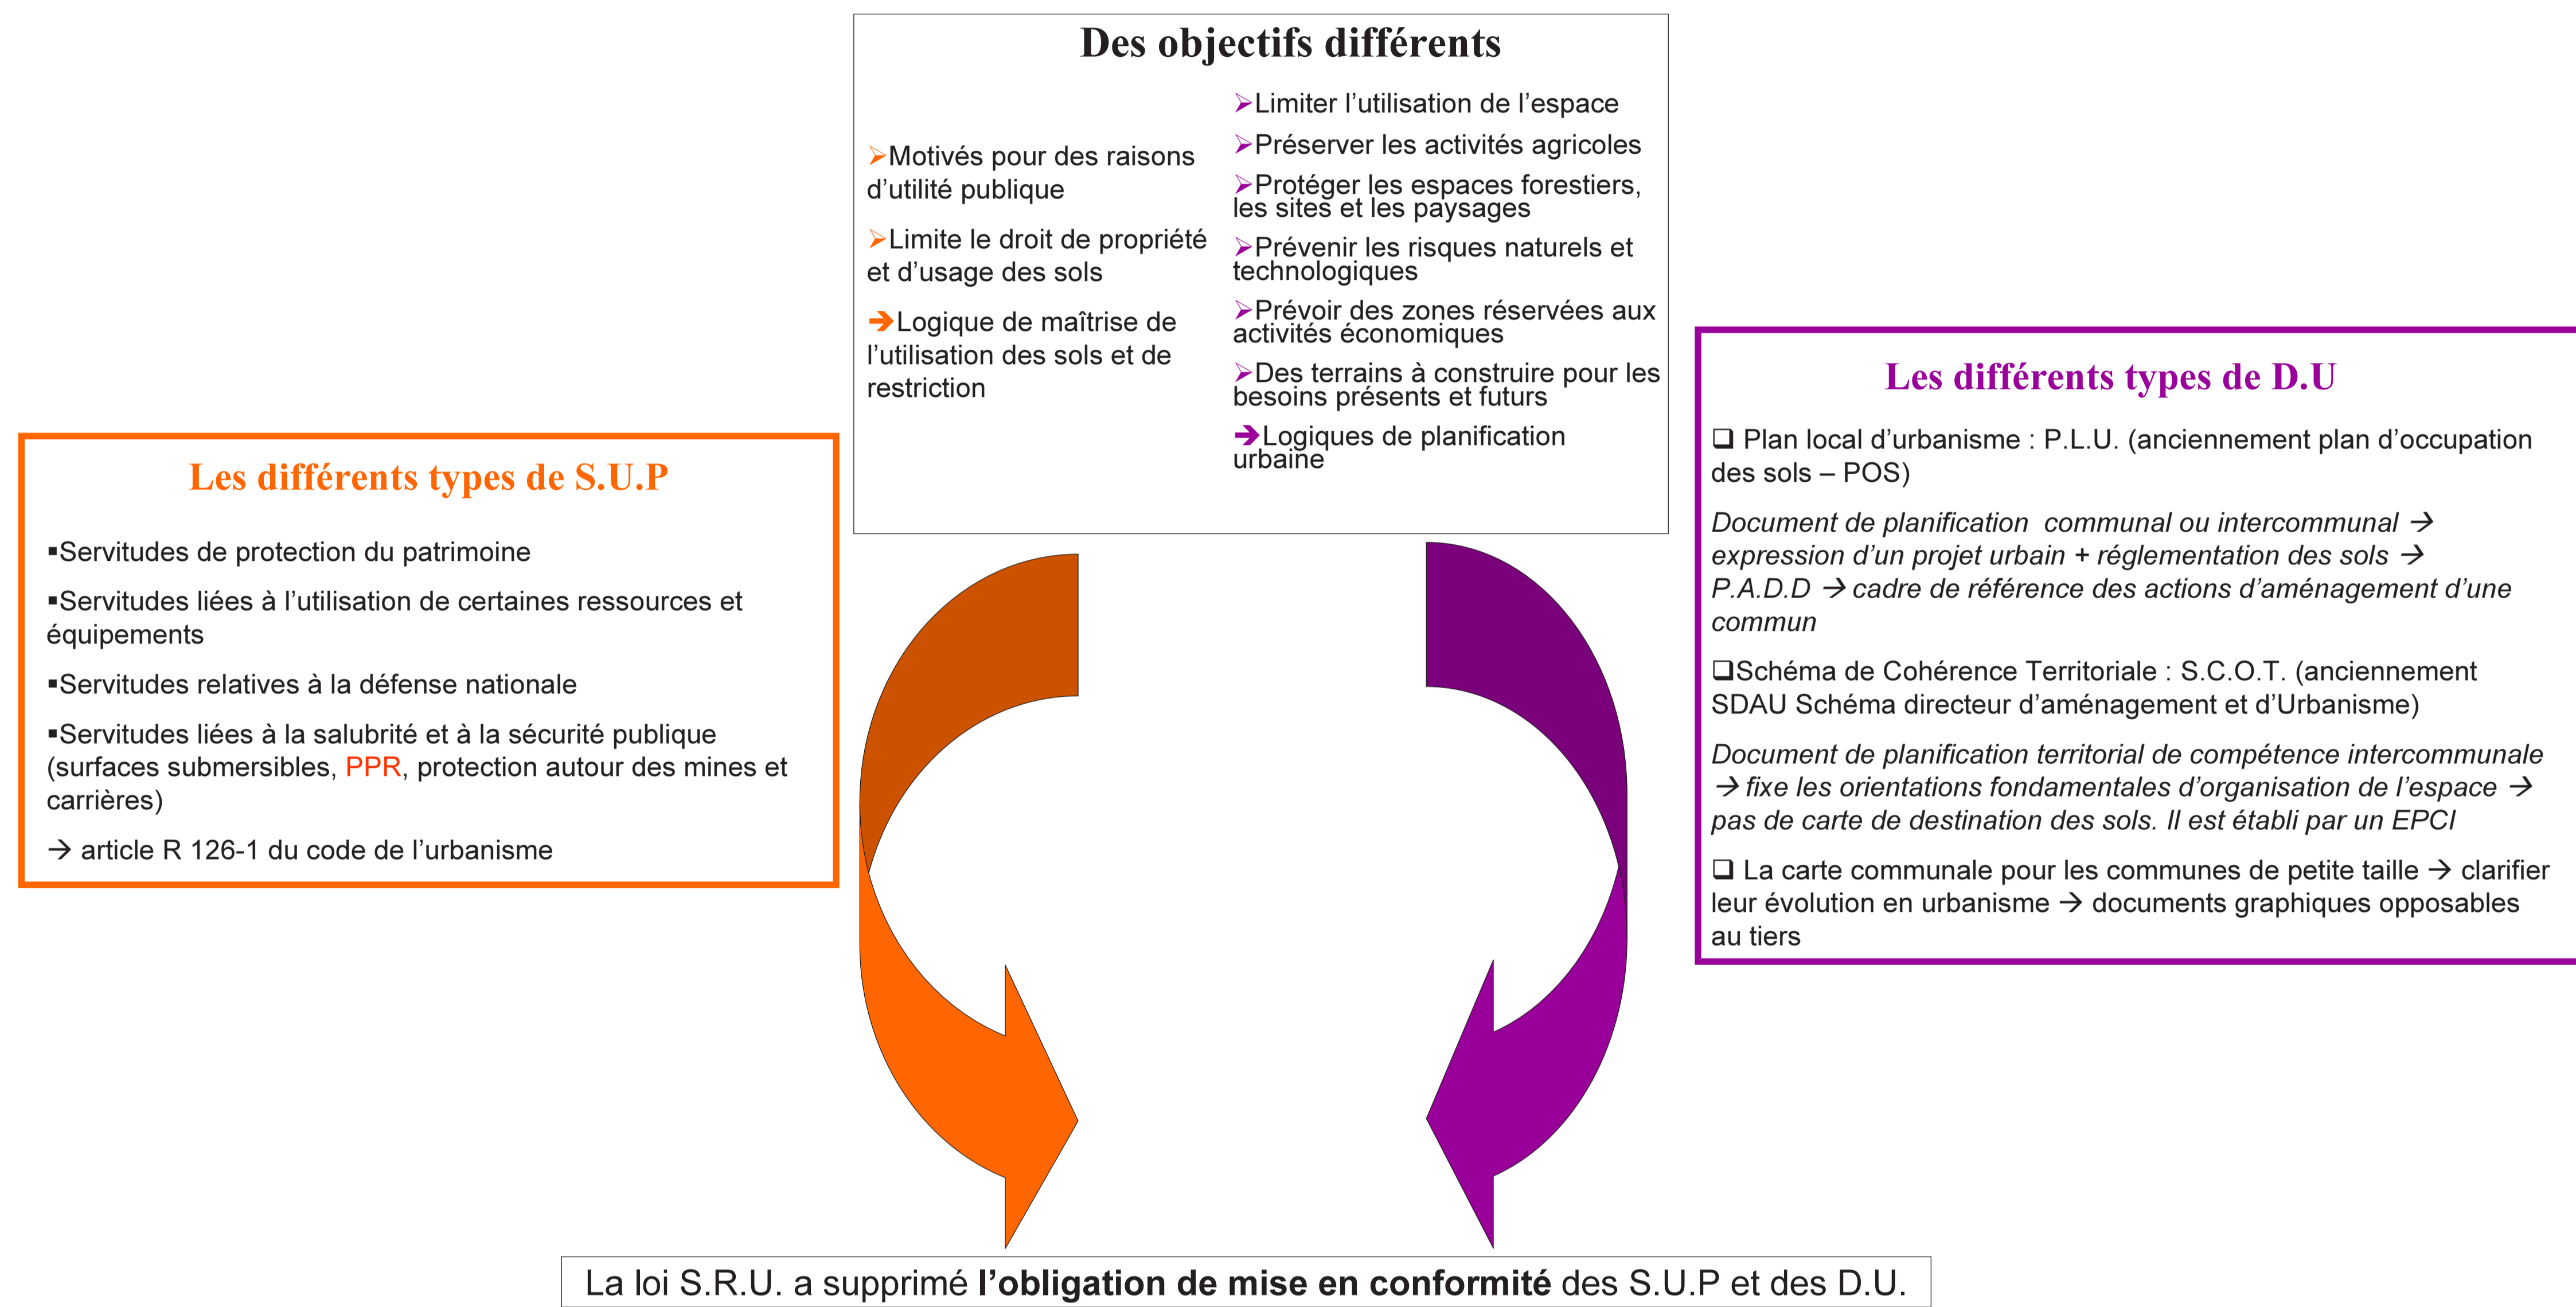 Des objectifs différents
➢Motivés pour des raisons
d’utilité publique
➢Limite le droit de propriété
et d’usage des sols
➔Logique de maîtrise de
l’utilisation des sols et de
restriction
➢Limiter l’utilisation de l’espace
➢Préserver les activités agricoles
➢Protéger les espaces forestiers,
les sites et les paysages
➢Prévenir les risques naturels et
technologiques
➢Prévoir des zones réservées aux
activités économiques
➢Des terrains à construire pour les
besoins présents et futurs
➔Logiques de planification
urbaine
Les différents types de S.U.P
▪Servitudes de protection du patrimoine
▪Servitudes liées à l’utilisation de certaines ressources et
équipements
▪Servitudes relatives à la défense nationale
▪Servitudes liées à la salubrité et à la sécurité publique
(surfaces submersibles, PPR, protection autour des mines et
carrières)
→ article R 126-1 du code de l’urbanisme
Les différents types de D.U
❑ Plan local d’urbanisme : P.L.U. (anciennement plan d’occupation
des sols – POS)
Document de planification communal ou intercommunal →
expression d’un projet urbain + réglementation des sols →
P.A.D.D → cadre de référence des actions d’aménagement d’une
commun
❑Schéma de Cohérence Territoriale : S.C.O.T. (anciennement
SDAU Schéma directeur d’aménagement et d’Urbanisme)
Document de planification territorial de compétence intercommunale
→ fixe les orientations fondamentales d’organisation de l’espace →
pas de carte de destination des sols. Il est établi par un EPCI
❑ La carte communale pour les communes de petite taille → clarifier
leur évolution en urbanisme → documents graphiques opposables
au tiers
La loi S.R.U. a supprimé l’obligation de mise en conformité des S.U.P et des D.U.